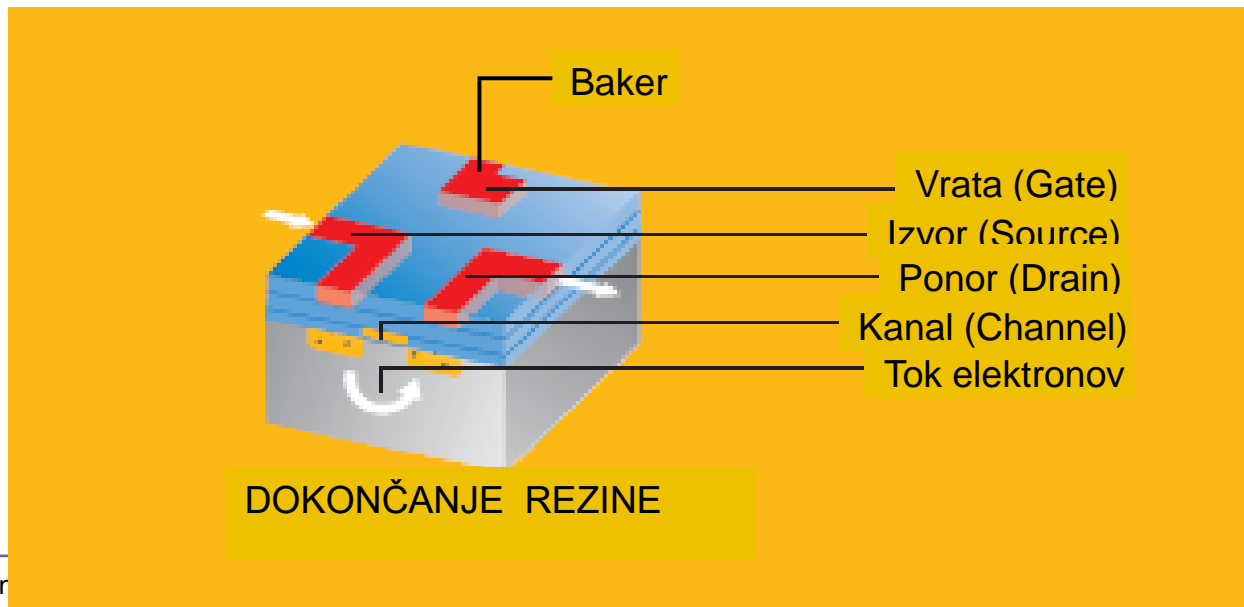 Baker
Vrata (Gate)
Izvor (Source)
Ponor (Drain)
Kanal (Channel)
Tok elektronov
DOKONČANJE REZINE